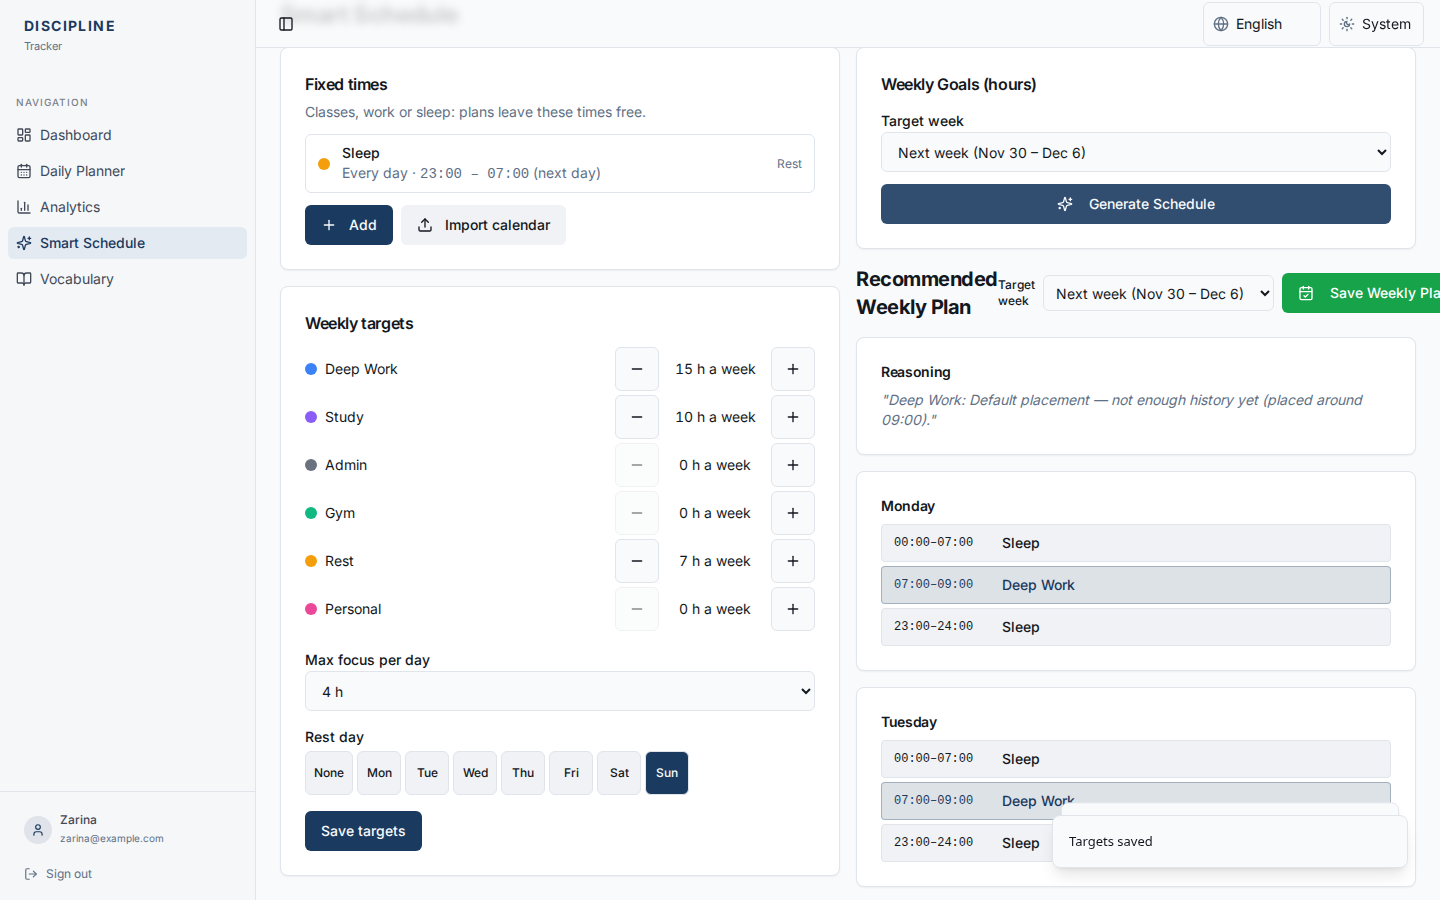 DISCIPLINE
Tracker
NAVIGATION
Dashboard
Daily Planner
Analytics
Smart Schedule
Vocabulary
Zarina
zarina@example.com
Sign out
Smart Schedule
English
System
Fixed times
Classes, work or sleep: plans leave these times free.
Sleep
Every day · 23:00 – 07:00 (next day)
Rest
Add
Import calendar
Weekly targets
Deep Work
15 h a week
Study
10 h a week
Admin
0 h a week
Gym
0 h a week
Rest
7 h a week
Personal
0 h a week
Max focus per day
4 h
Rest day
None Mon Tue Wed Thu Fri Sat Sun
Save targets
Weekly Goals (hours)
Target week
Next week (Nov 30 – Dec 6)
Generate Schedule
Recommended
Weekly Plan
Target
week
Next week (Nov 30 – Dec 6)
Save Weekly Pla
Reasoning
"Deep Work: Default placement — not enough history yet (placed around
09:00)."
Monday
00:00–07:00 Sleep
07:00–09:00 Deep Work
23:00–24:00 Sleep
Tuesday
00:00–07:00 Sleep
07:00–09:00 Deep Work
23:00–24:00 Sleep
Targets saved